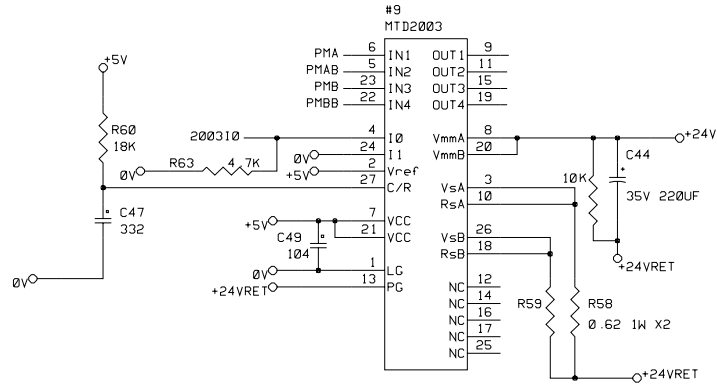 #9
MTD2003
PMA 6 IN1 OUT1 9
PMAB 5 IN2 OUT2 11
PMB 23 IN3 OUT3 15
PMBB 22 IN4 OUT4 19
+5V
R60
18K
2003I0 4 I0 VmmA 8 +24V
0V 24 I1 VmmB 20
0V R63 4.7K +5V 2 Vref
27 C/R
10K
C44
+
35V 220UF
VsA 3
RsA 10
C47
332
+5V 7 VCC
21 VCC
C49
104
VsB 26
RsB 18
+24VRET
0V 1 LG
+24VRET 13 PG
0V
NC 12
NC 14
NC 16
NC 17
NC 25
R59
R58
0.62 1W X2
+24VRET